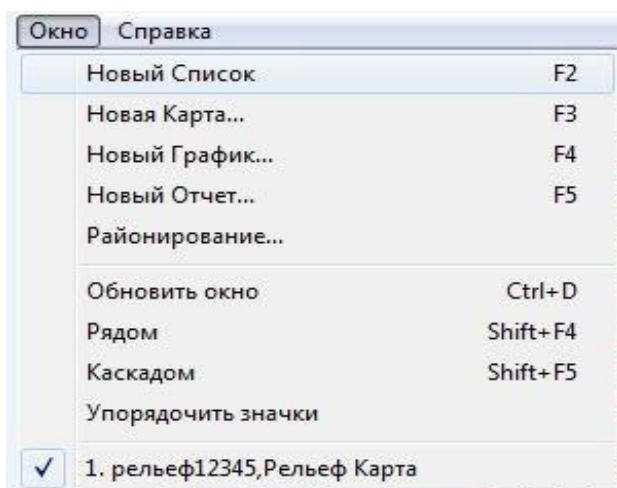 Окно Справка
Новый Список F2
Новая Карта... F3
Новый График... F4
Новый Отчет... F5
Районирование...
Обновить окно Ctrl+D
Рядом Shift+F4
Каскадом Shift+F5
Упорядочить значки
1. рельеф12345,Рельеф Карта